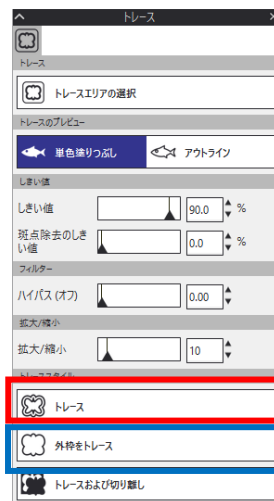 トレース
トレース
トレースエリアの選択
トレースのプレビュー
単色塗りつぶし
アウトライン
しきい値
しきい値 90.0 %
斑点除去のしき
い値 0.0 %
フィルター
ハイパス (オフ) 0.00
拡大/縮小
拡大/縮小 10
トレーススタイル
トレース
外枠をトレース
トレースおよび切り離し